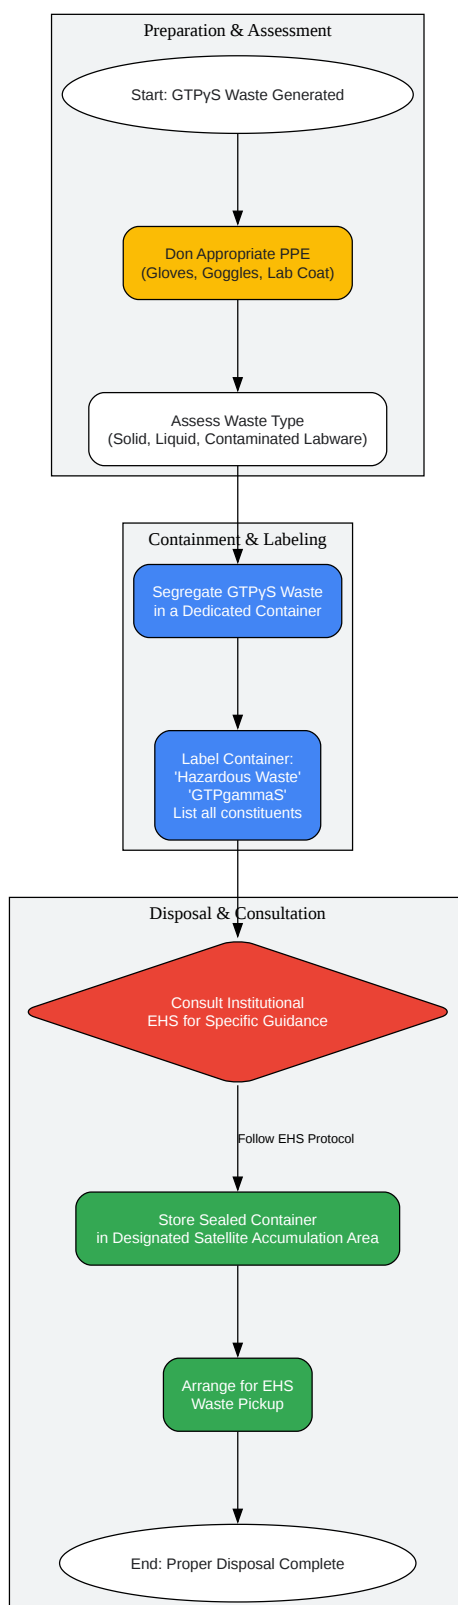 Preparation & Assessment
Start: GTPγS Waste Generated
Don Appropriate PPE
(Gloves, Goggles, Lab Coat)
Assess Waste Type
(Solid, Liquid, Contaminated Labware)
Containment & Labeling
Segregate GTPγS Waste
in a Dedicated Container
Label Container:
'Hazardous Waste'
'GTPgammaS'
List all constituents
Disposal & Consultation
Consult Institutional
EHS for Specific Guidance
Follow EHS Protocol
Store Sealed Container
in Designated Satellite Accumulation Area
Arrange for EHS
Waste Pickup
End: Proper Disposal Complete